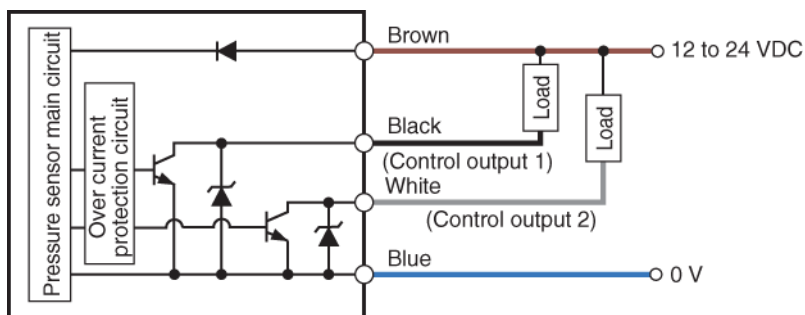 Pressure sensor main circuit
Over current
protection circuit
Brown
12 to 24 VDC
Load
Load
Black
(Control output 1)
White
(Control output 2)
Blue
0 V